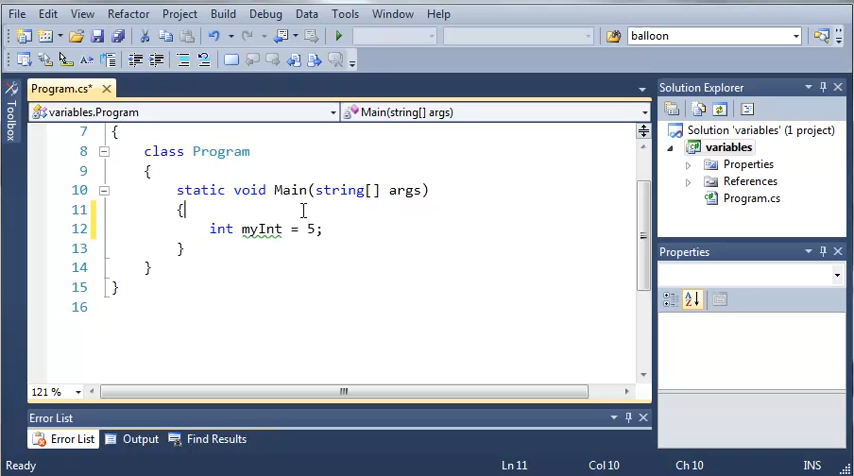 File Edit View Refactor Project Build Debug Data Tools Window Help
balloon
Program.cs*
Solution Explorer
Toolbox
variables.Program
Main(string[] args)
7 {
8 class Program
9 {
10 static void Main(string[] args)
11 {
12 int myInt = 5;
13 }
14 }
15 }
16
Solution 'variables' (1 project)
variables
Properties
References
Program.cs
Properties
A Z
121 %
Error List
Error List Output Find Results
Ready Ln 11 Col 10 Ch 10 INS